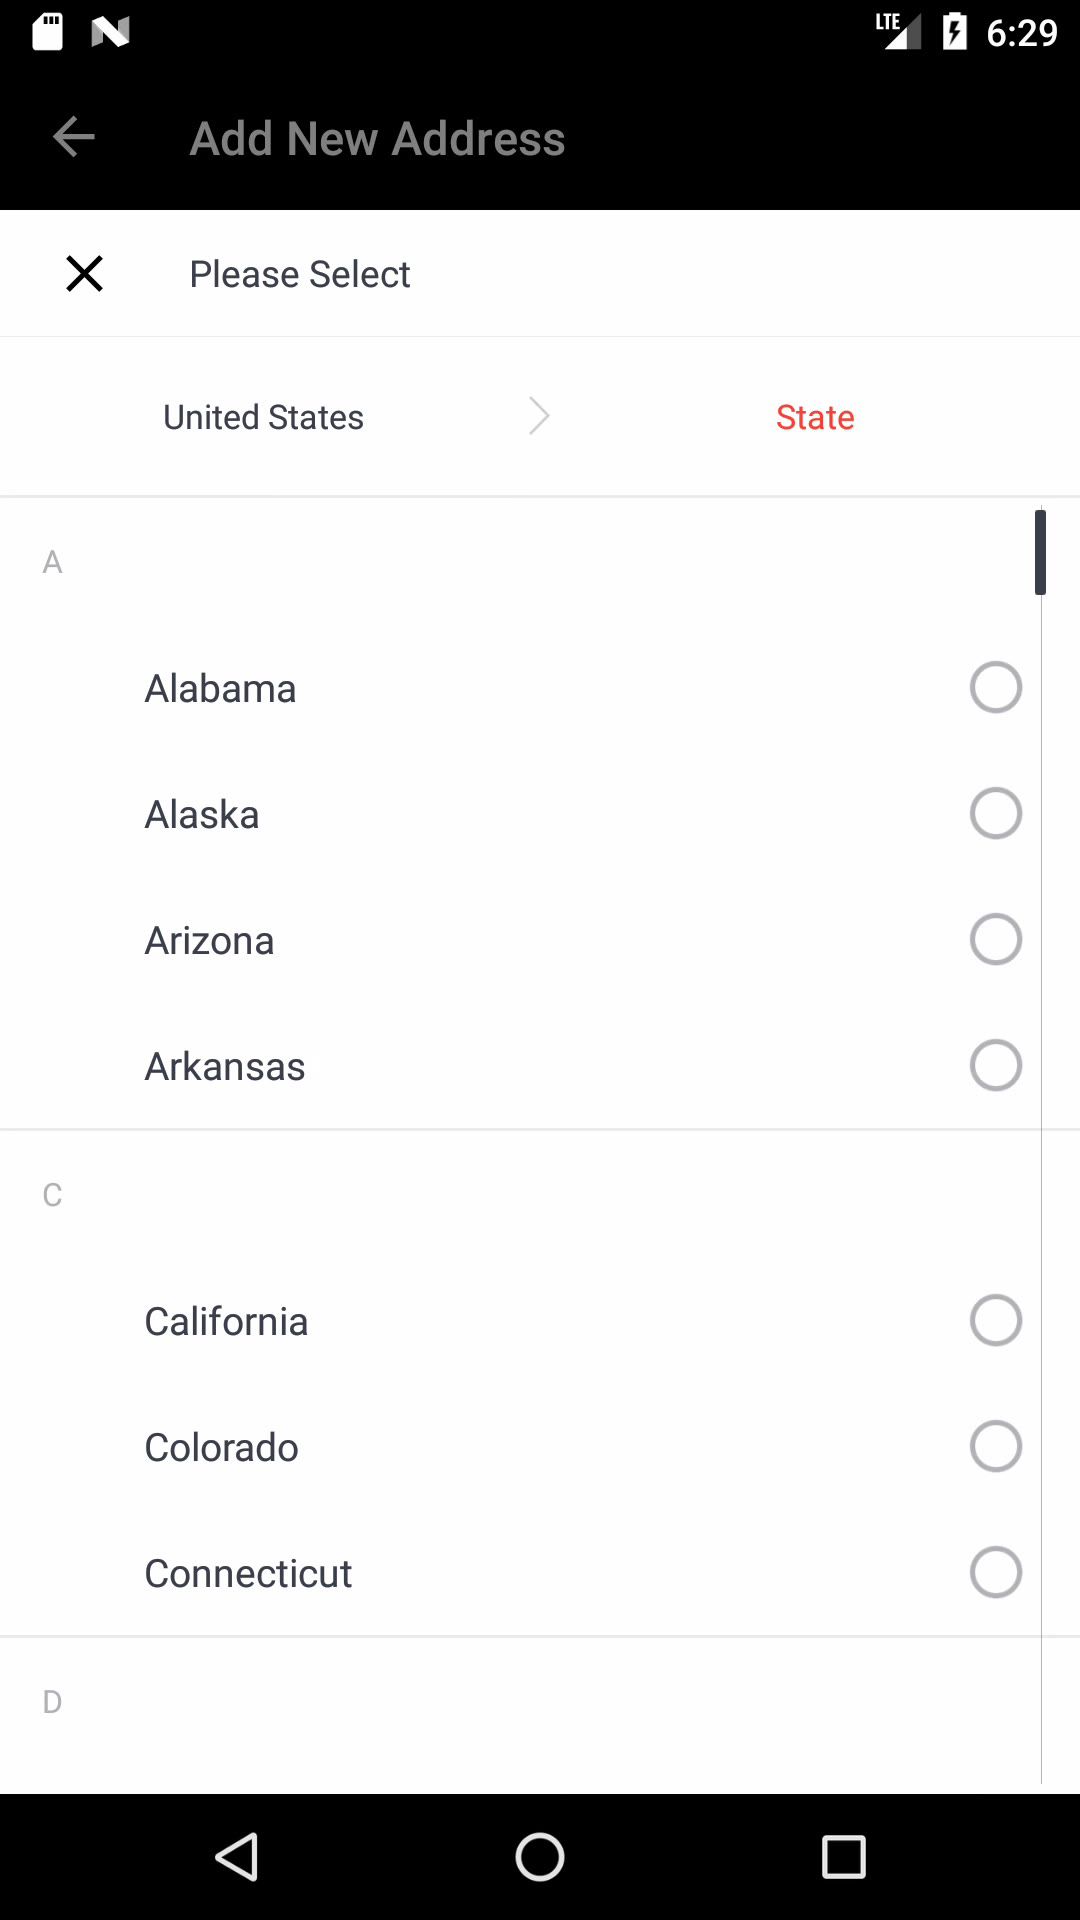 LTE 6:29
Add New Address
Please Select
United States State
A
Alabama
Alaska
Arizona
Arkansas
C
California
Colorado
Connecticut
D